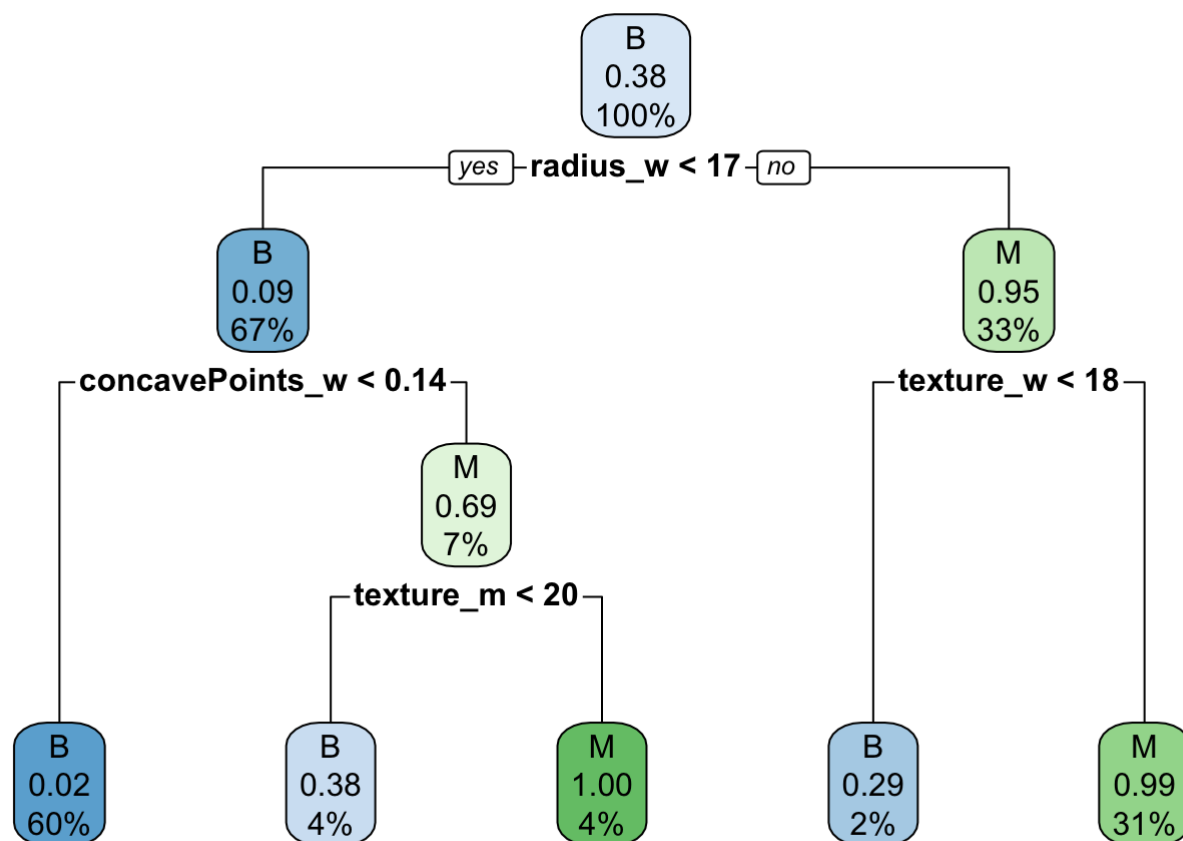 B
0.38
100%
yes radius_w < 17 no
B
0.09
67%
M
0.95
33%
concavePoints_w < 0.14
texture_w < 18
M
0.69
7%
texture_m < 20
B
0.02
60%
B
0.38
4%
M
1.00
4%
B
0.29
2%
M
0.99
31%